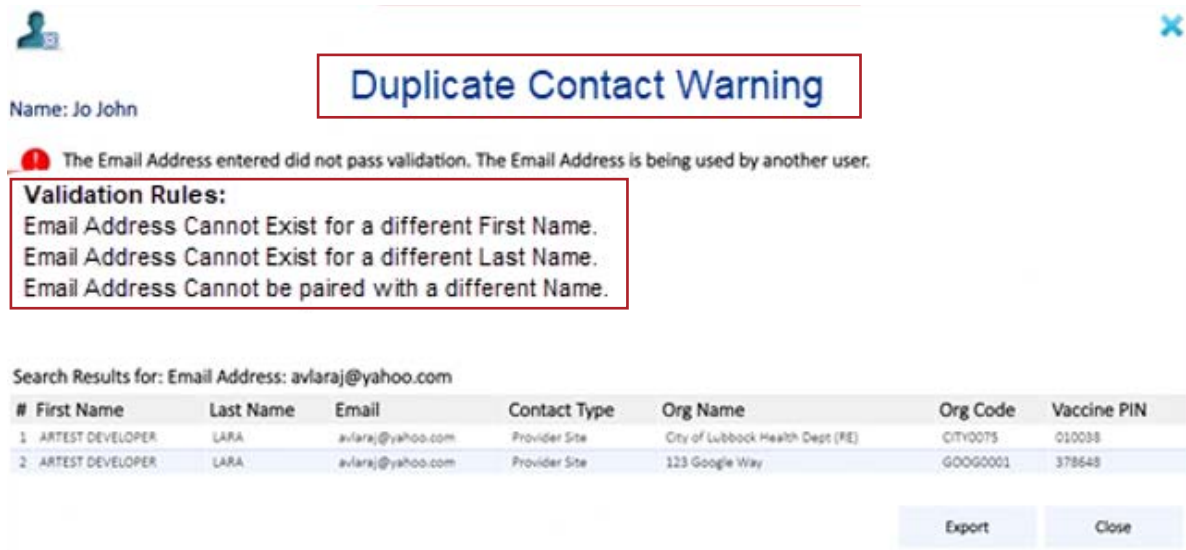 Duplicate Contact Warning
Name: Jo John
The Email Address entered did not pass validation. The Email Address is being used by another user.
Validation Rules:
Email Address Cannot Exist for a different First Name.
Email Address Cannot Exist for a different Last Name.
Email Address Cannot be paired with a different Name.
Search Results for: Email Address: avlaraj@yahoo.com
# First Name Last Name Email Contact Type Org Name Org Code Vaccine PIN
1 ARTEST DEVELOPER LARA avlaraj@yahoo.com Provider Site City of Lubbock Health Dept (RE) CITY0075 010038
2 ARTEST DEVELOPER LARA avlaraj@yahoo.com Provider Site 123 Google Way GOOG0001 378648
Export Close